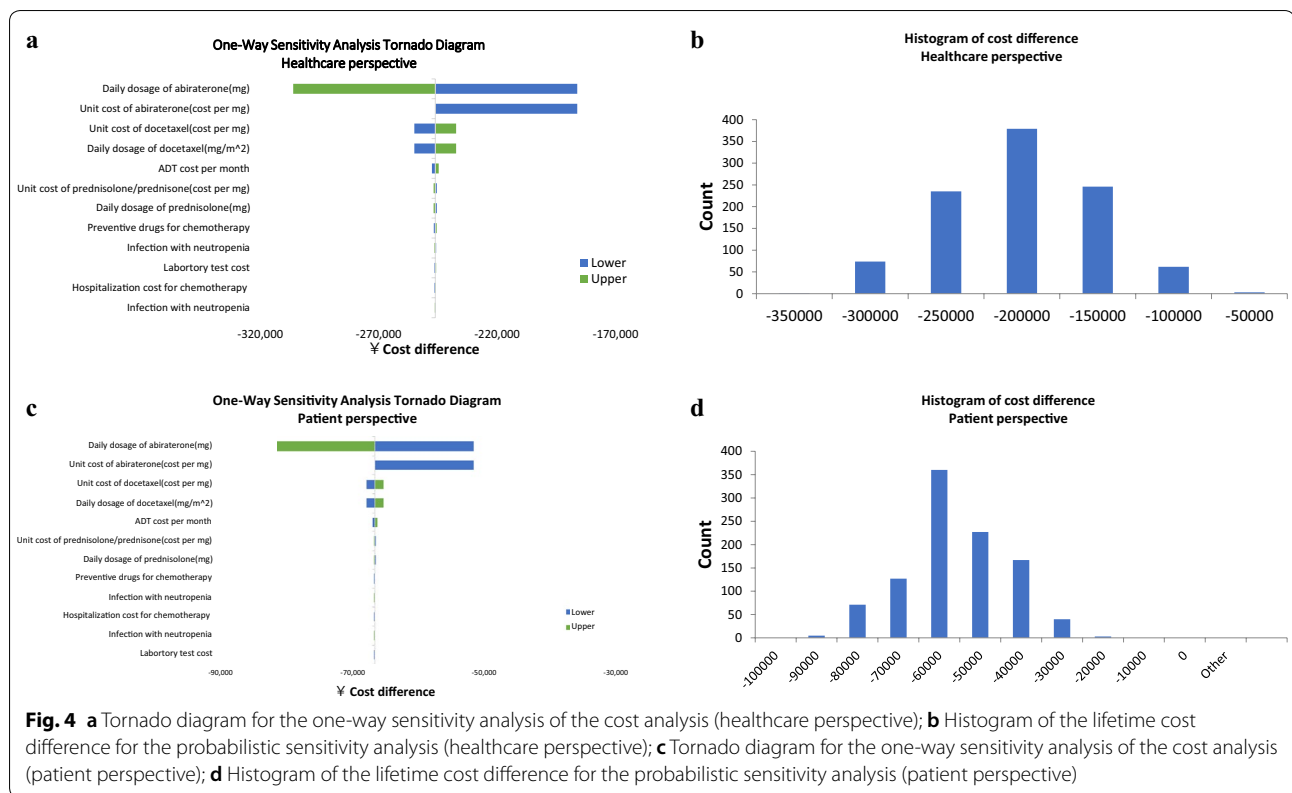 a
One-Way Sensitivity Analysis Tornado Diagram
Healthcare perspective
Daily dosage of abiraterone(mg)
Unit cost of abiraterone(cost per mg)
Unit cost of docetaxel(cost per mg)
Daily dosage of docetaxel(mg/m^2)
ADT cost per month
Unit cost of prednisolone/prednisone(cost per mg)
Daily dosage of prednisolone(mg)
Preventive drugs for chemotherapy
Infection with neutropenia
Labortory test cost
Hospitalization cost for chemotherapy
Infection with neutropenia
Lower
Upper
-320,000 -270,000 -220,000 -170,000
¥ Cost difference
b
Histogram of cost difference
Healthcare perspective
Count
400
350
300
250
200
150
100
50
0
-350000 -300000 -250000 -200000 -150000 -100000 -50000
c
One-Way Sensitivity Analysis Tornado Diagram
Patient perspective
Daily dosage of abiraterone(mg)
Unit cost of abiraterone(cost per mg)
Unit cost of docetaxel(cost per mg)
Daily dosage of docetaxel(mg/m^2)
ADT cost per month
Unit cost of prednisolone/prednisone(cost per mg)
Daily dosage of prednisolone(mg)
Preventive drugs for chemotherapy
Infection with neutropenia
Hospitalization cost for chemotherapy
Infection with neutropenia
Labortory test cost
Lower
Upper
-90,000 -70,000 -50,000 -30,000
¥ Cost difference
d
Histogram of cost difference
Patient perspective
Count
400
350
300
250
200
150
100
50
0
-100000 -90000 -80000 -70000 -60000 -50000 -40000 -30000 -20000 -10000 0 Other
Fig. 4 a Tornado diagram for the one-way sensitivity analysis of the cost analysis (healthcare perspective); b Histogram of the lifetime cost
difference for the probabilistic sensitivity analysis (healthcare perspective); c Tornado diagram for the one-way sensitivity analysis of the cost analysis
(patient perspective); d Histogram of the lifetime cost difference for the probabilistic sensitivity analysis (patient perspective)